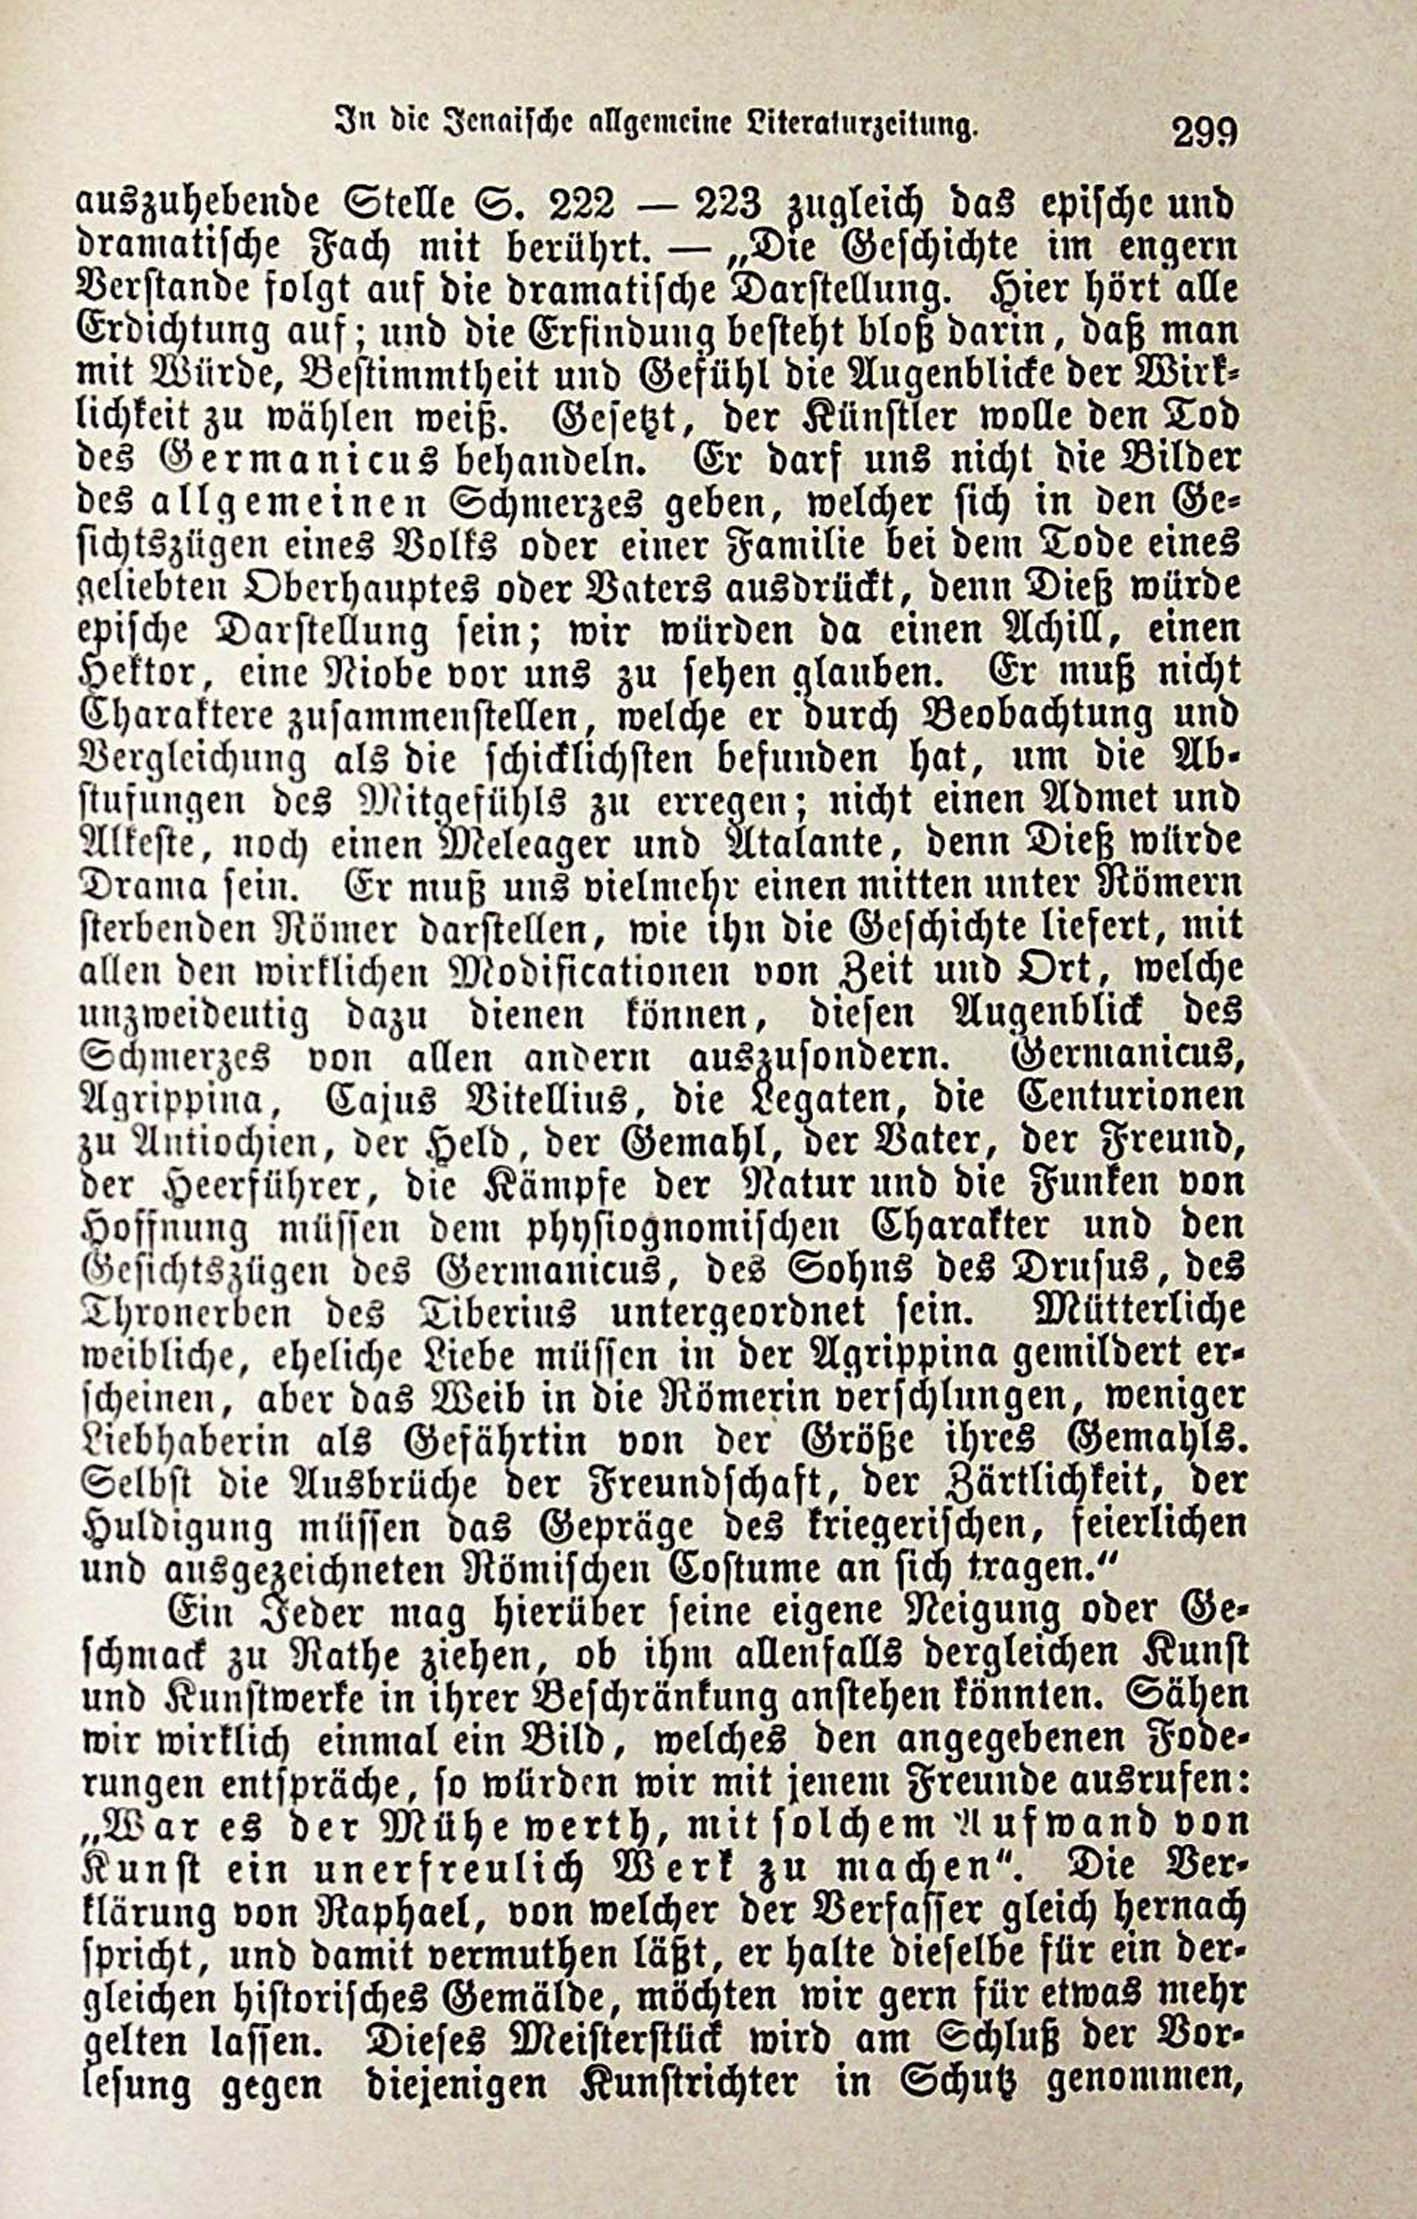 In die Jenaische allgemeine Literaturzeitung. 299
auszuhebende Stelle S. 222 — 223 zugleich das epische und
dramatische Fach mit berührt. — „Die Geschichte im engern
Verstande folgt auf die dramatische Darstellung. Hier hört alle
Erdichtung auf; und die Erfindung besteht bloß darin, daß man
mit Würde, Bestimmtheit und Gefühl die Augenblicke der Wirk-
lichkeit zu wählen weiß. Gesetzt, der Künstler wolle den Tod
des Germanicus behandeln. Er darf uns nicht die Bilder
des allgemeinen Schmerzes geben, welcher sich in den Ge-
sichtszügen eines Volks oder einer Familie bei dem Tode eines
geliebten Oberhauptes oder Vaters ausdrückt, denn Dieß würde
epische Darstellung sein; wir würden da einen Achill, einen
Hektor, eine Niobe vor uns zu sehen glauben. Er muß nicht
Charaktere zusammenstellen, welche er durch Beobachtung und
Vergleichung als die schicklichsten befunden hat, um die Ab-
stufungen des Mitgefühls zu erregen; nicht einen Admet und
Alkeste, noch einen Meleager und Atalante, denn Dieß würde
Drama sein. Er muß uns vielmehr einen mitten unter Römern
sterbenden Römer darstellen, wie ihn die Geschichte liefert, mit
allen den wirklichen Modificationen von Zeit und Ort, welche
unzweideutig dazu dienen können, diesen Augenblick des
Schmerzes von allen andern auszusondern. Germanicus,
Agrippina, Cajus Vitellius, die Legaten, die Centurionen
zu Antiochien, der Held, der Gemahl, der Vater, der Freund,
der Heerführer, die Kämpfe der Natur und die Funken von
Hoffnung müssen dem physiognomischen Charakter und den
Gesichtszügen des Germanicus, des Sohns des Drusus, des
Thronerben des Tiberius untergeordnet sein. Mütterliche
weibliche, eheliche Liebe müssen in der Agrippina gemildert er-
scheinen, aber das Weib in die Römerin verschlungen, weniger
Liebhaberin als Gefährtin von der Größe ihres Gemahls.
Selbst die Ausbrüche der Freundschaft, der Zärtlichkeit, der
Huldigung müssen das Gepräge des kriegerischen, feierlichen
und ausgezeichneten Römischen Costume an sich tragen.“
Ein Jeder mag hierüber seine eigene Neigung oder Ge-
schmack zu Rathe ziehen, ob ihm allenfalls dergleichen Kunst
und Kunstwerke in ihrer Beschränkung anstehen könnten. Sähen
wir wirklich einmal ein Bild, welches den angegebenen Fode-
rungen entspräche, so würden wir mit jenem Freunde ausrufen:
„War es der Mühe werth, mit solchem Aufwand von
Kunst ein unerfreulich Werk zu machen“. Die Ver-
klärung von Raphael, von welcher der Verfasser gleich hernach
spricht, und damit vermuthen läßt, er halte dieselbe für ein der-
gleichen historisches Gemälde, möchten wir gern für etwas mehr
gelten lassen. Dieses Meisterstück wird am Schluß der Vor-
lesung gegen diejenigen Kunstrichter in Schutz genommen,